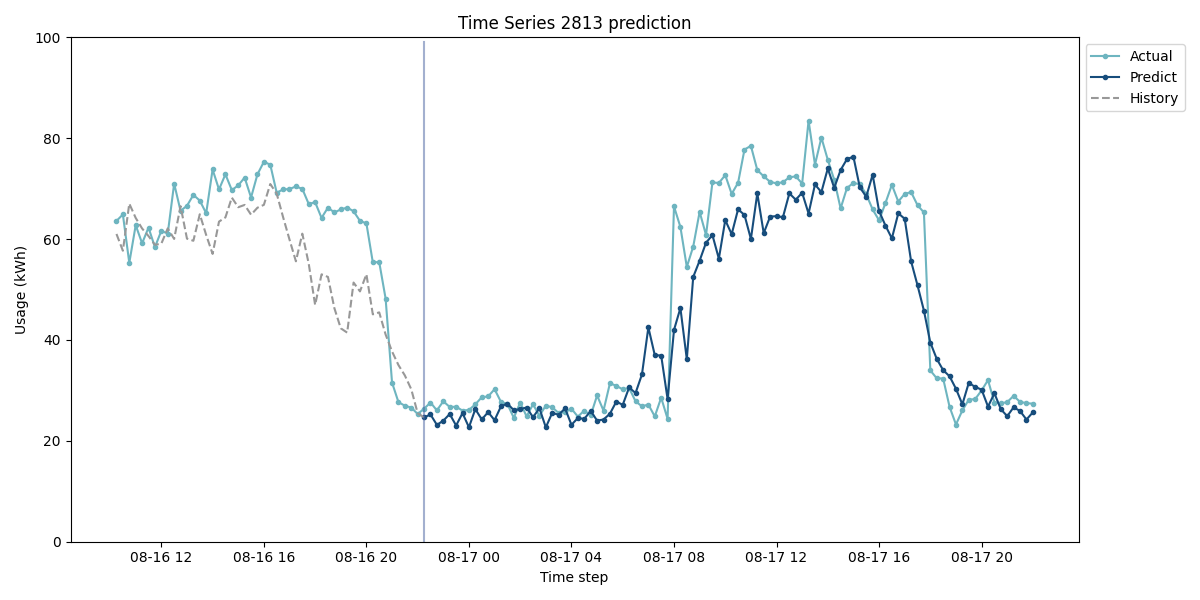 Time Series 2813 prediction
100
80
60
40
20
0
Usage (kWh)
08-16 12
08-16 16
08-16 20
08-17 00
08-17 04
08-17 08
08-17 12
08-17 16
08-17 20
Time step
Actual
Predict
History